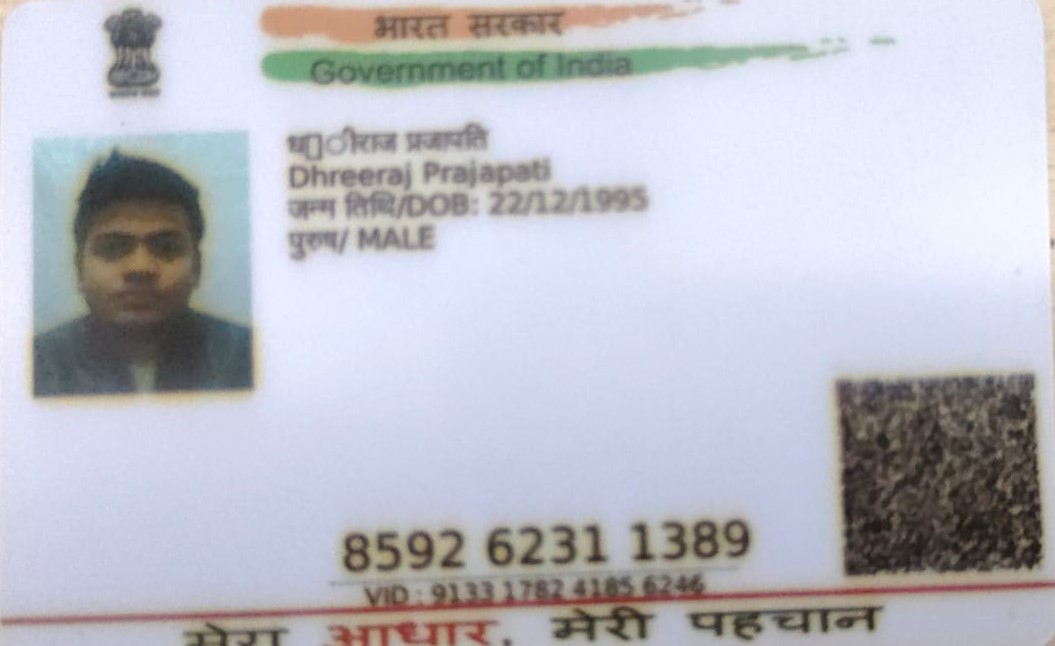 भारत सरकार
Government of India
ध▯ीराज प्रजापति
Dhreeraj Prajapati
जन्म तिथि/DOB: 22/12/1995
पुरुष/ MALE
8592 6231 1389
VID : 9133 1782 4185 6246
मेरा आधार, मेरी पहचान